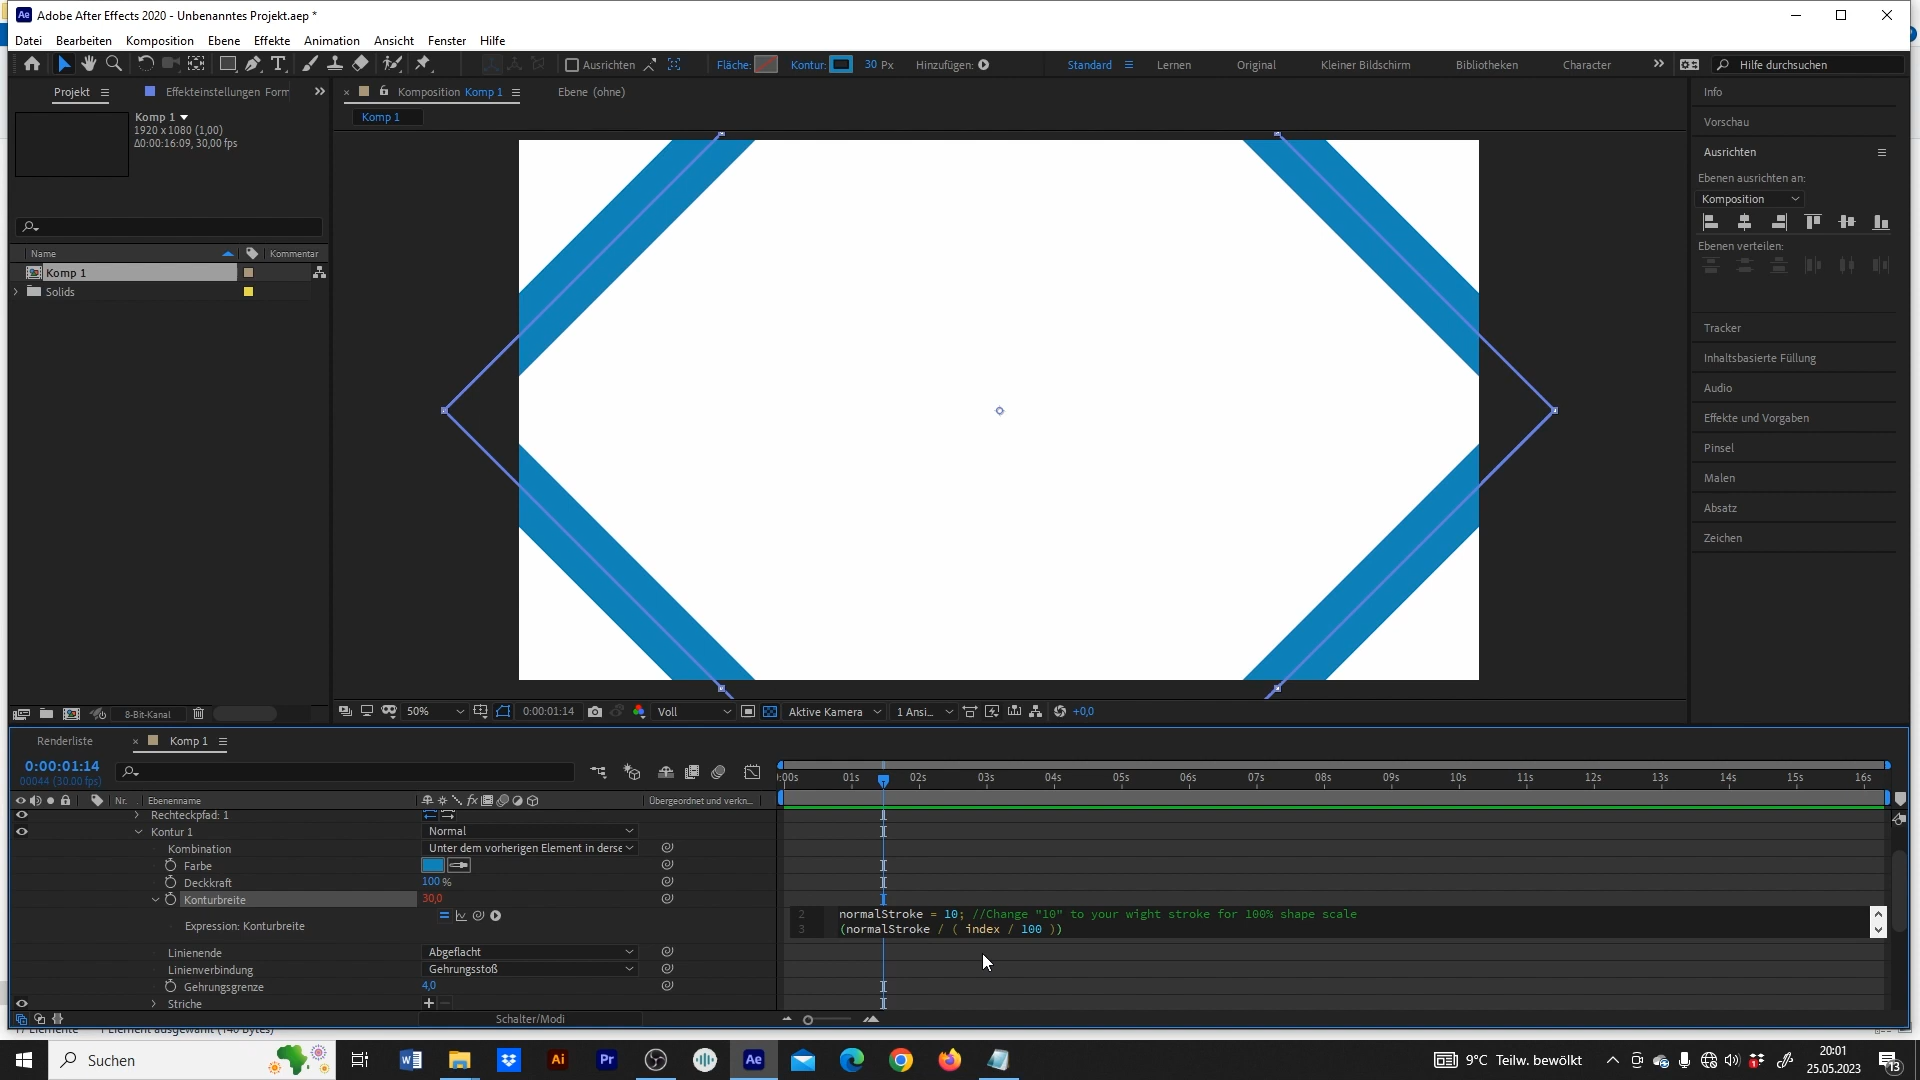 Adobe After Effects 2020 - Unbenanntes Projekt.aep *
Datei Bearbeiten Komposition Ebene Effekte Animation Ansicht Fenster Hilfe
Ausrichten Fläche: Kontur: 30 Px Hinzufügen: Standard Lernen Original Kleiner Bildschirm Bibliotheken Character Hilfe durchsuchen
Projekt Effekteinstellungen Form
Komposition Komp 1 Ebene (ohne)
Komp 1
Komp 1
1920 x 1080 (1,00)
Δ0:00:16:09, 30,00 fps
Name Kommentar
Komp 1
Solids
8-Bit-Kanal
50% 0:00:01:14 Voll Aktive Kamera 1 Ansi... +0,0
Info
Vorschau
Ausrichten
Ebenen ausrichten an:
Komposition
Ebenen verteilen:
Tracker
Inhaltsbasierte Füllung
Audio
Effekte und Vorgaben
Pinsel
Malen
Absatz
Zeichen
Renderliste Komp 1
0:00:01:14
00044 (30.00 fps)
Nr. Ebenenname fx Übergeordnet und verkn...
:00s 01s 02s 03s 04s 05s 06s 07s 08s 09s 10s 11s 12s 13s 14s 15s 16s
Rechteckpfad: 1
Kontur 1 Normal
Kombination Unter dem vorherigen Element in derse
Farbe
Deckkraft 100 %
Konturbreite 30,0
Expression: Konturbreite
2 normalStroke = 10; //Change "10" to your wight stroke for 100% shape scale
3 (normalStroke / ( index / 100 ))
Linienende Abgeflacht
Linienverbindung Gehrungsstoß
Gehrungsgrenze 4,0
Striche
Schalter/Modi
Suchen
9°C Teilw. bewölkt
20:01
25.05.2023
13